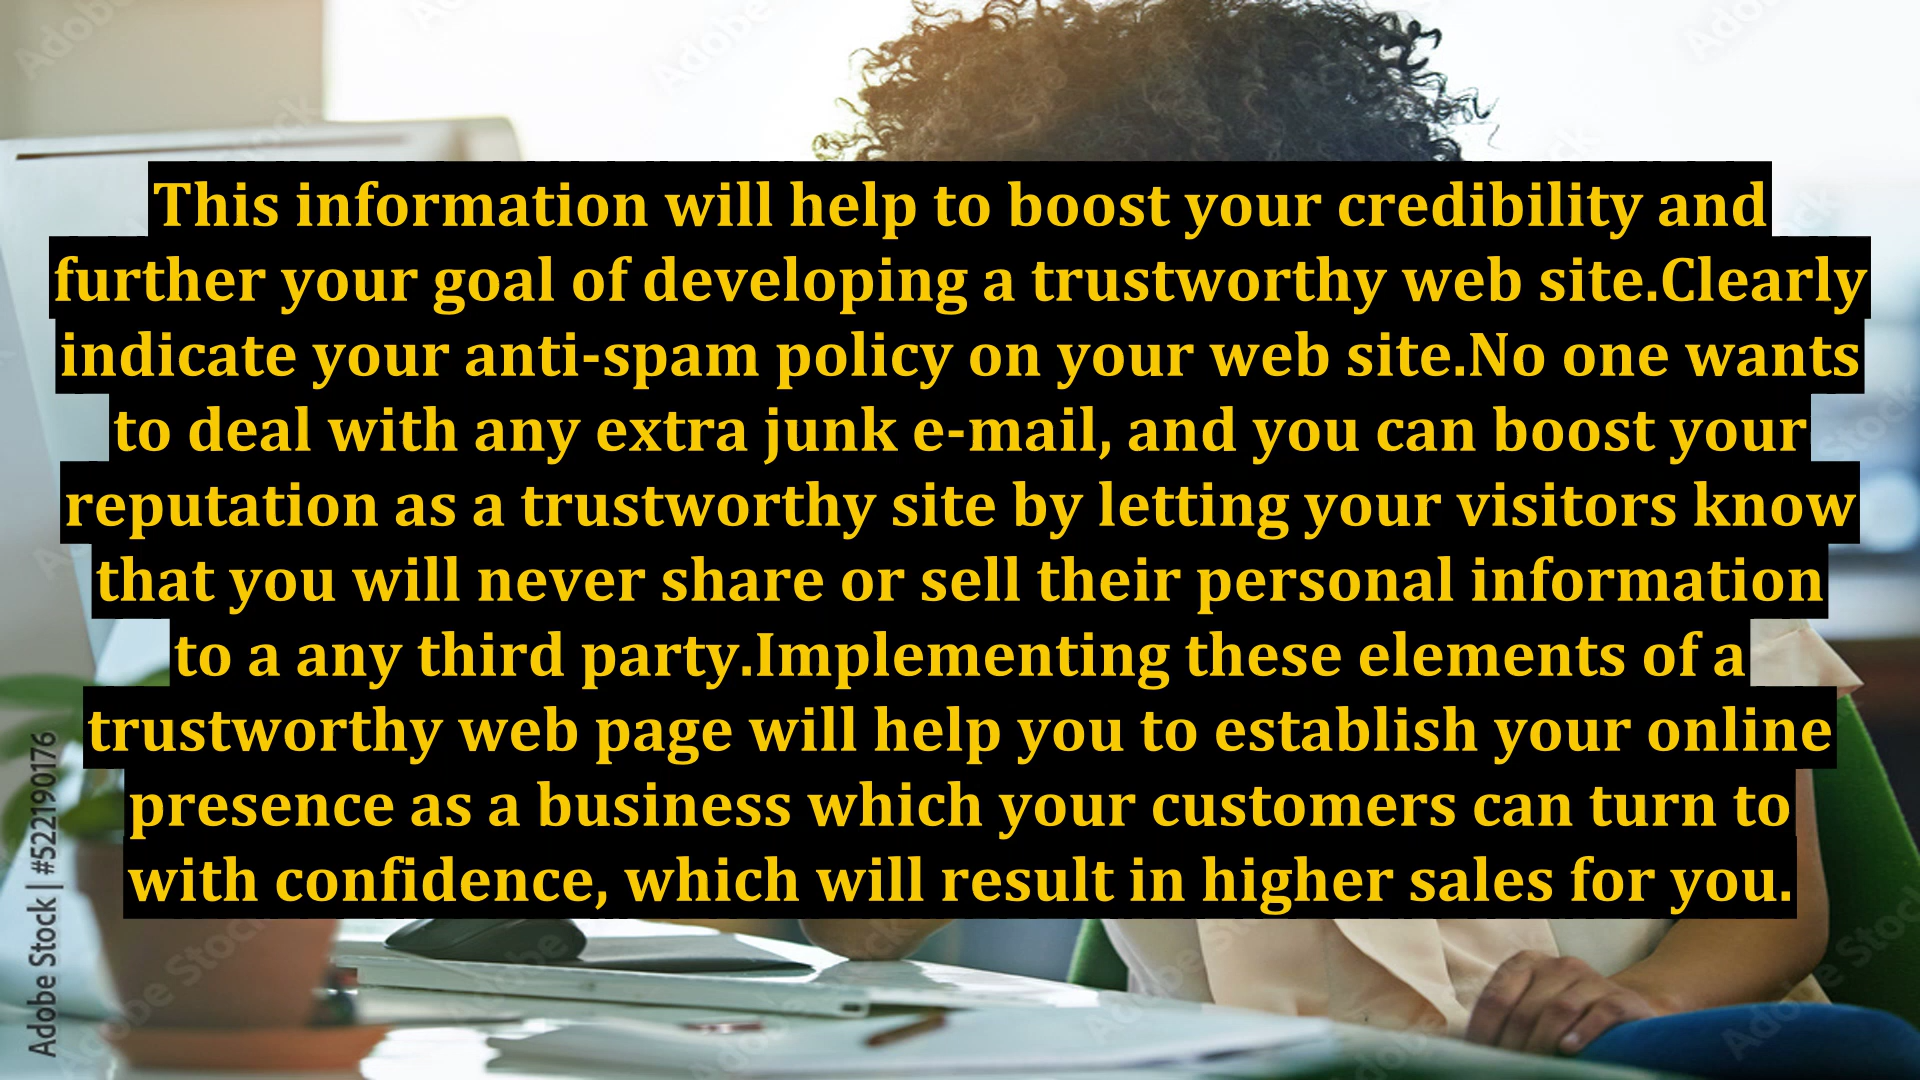 This information will help to boost your credibility and
further your goal of developing a trustworthy web site.Clearly
indicate your anti-spam policy on your web site.No one wants
to deal with any extra junk e-mail, and you can boost your
reputation as a trustworthy site by letting your visitors know
that you will never share or sell their personal information
to a any third party.Implementing these elements of a
trustworthy web page will help you to establish your online
presence as a business which your customers can turn to
with confidence, which will result in higher sales for you.
Adobe Stock | #522190176